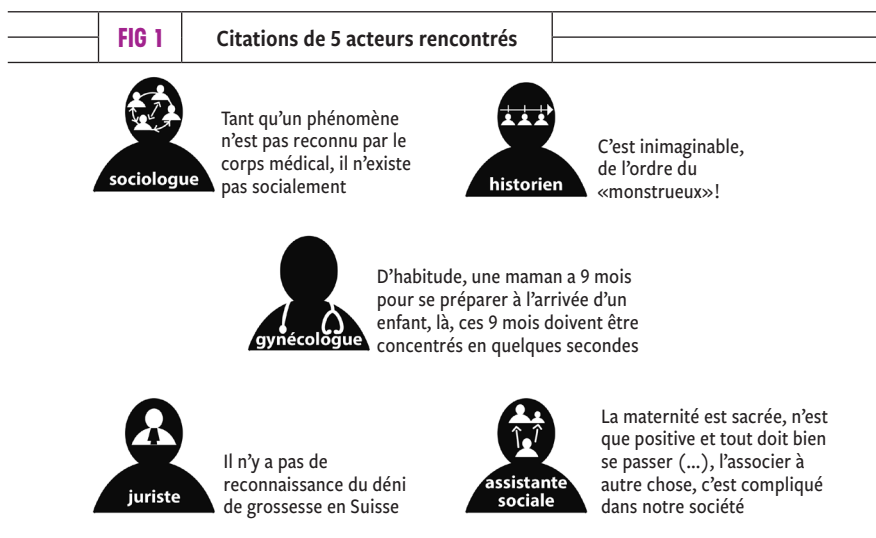 FIG 1
Citations de 5 acteurs rencontrés
sociologue
Tant qu’un phénomène
n’est pas reconnu par le
corps médical, il n’existe
pas socialement
historien
C’est inimaginable,
de l’ordre du
«monstrueux»!
gynécologue
D’habitude, une maman a 9 mois
pour se préparer à l’arrivée d’un
enfant, là, ces 9 mois doivent être
concentrés en quelques secondes
juriste
Il n’y a pas de
reconnaissance du déni
de grossesse en Suisse
assistante
sociale
La maternité est sacrée, n’est
que positive et tout doit bien
se passer (...), l’associer à
autre chose, c’est compliqué
dans notre société